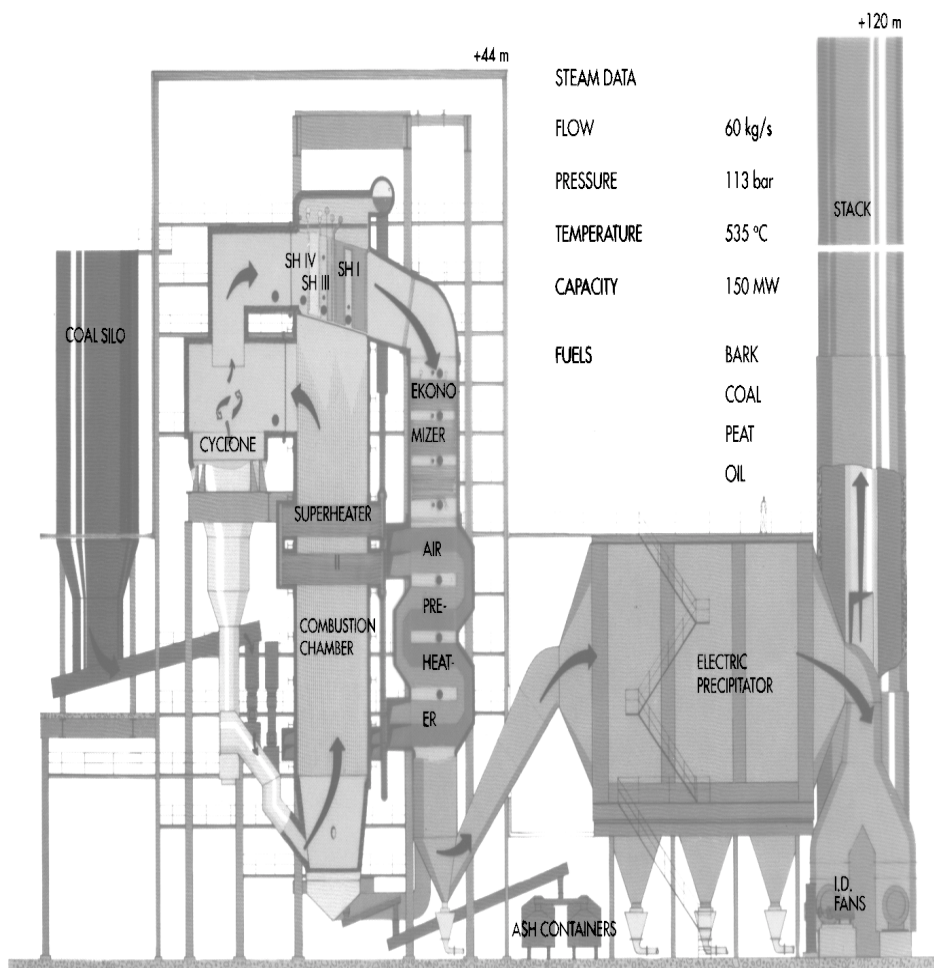 +120 m
+44 m
STEAM DATA
FLOW 60 kg/s
PRESSURE 113 bar
TEMPERATURE 535 °C
CAPACITY 150 MW
FUELS BARK
COAL
PEAT
OIL
STACK
SH IV
SH III
SH I
COAL SILO
EKONO
MIZER
CYCLONE
SUPERHEATER
II
AIR
PRE-
HEAT-
ER
COMBUSTION
CHAMBER
ELECTRIC
PRECIPITATOR
I.D.
FANS
ASH CONTAINERS